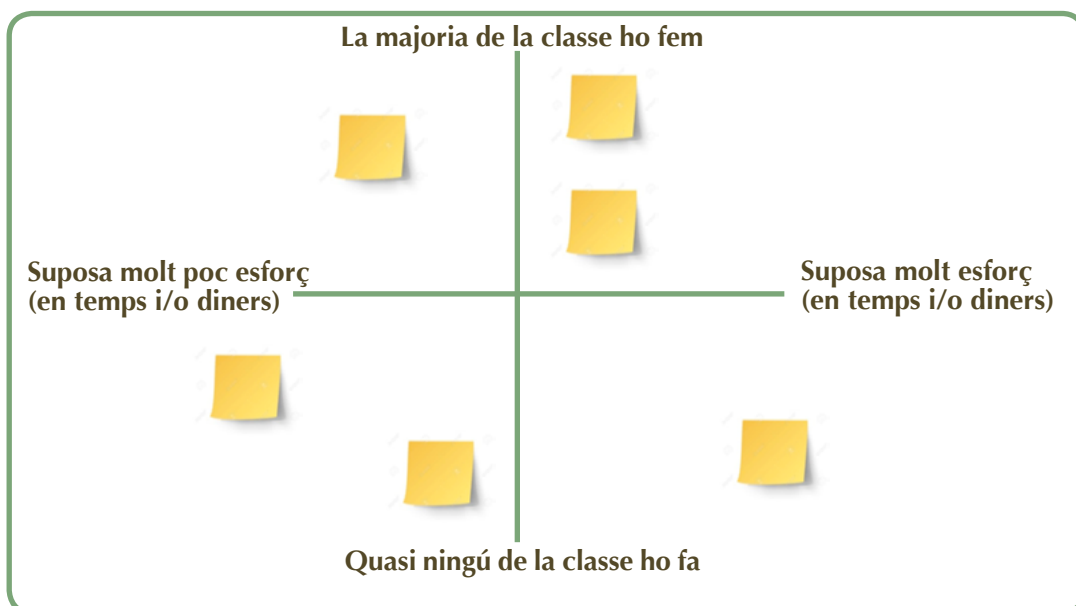 La majoria de la classe ho fem
Suposa molt poc esforç
(en temps i/o diners)
Suposa molt esforç
(en temps i/o diners)
Quasi ningú de la classe ho fa